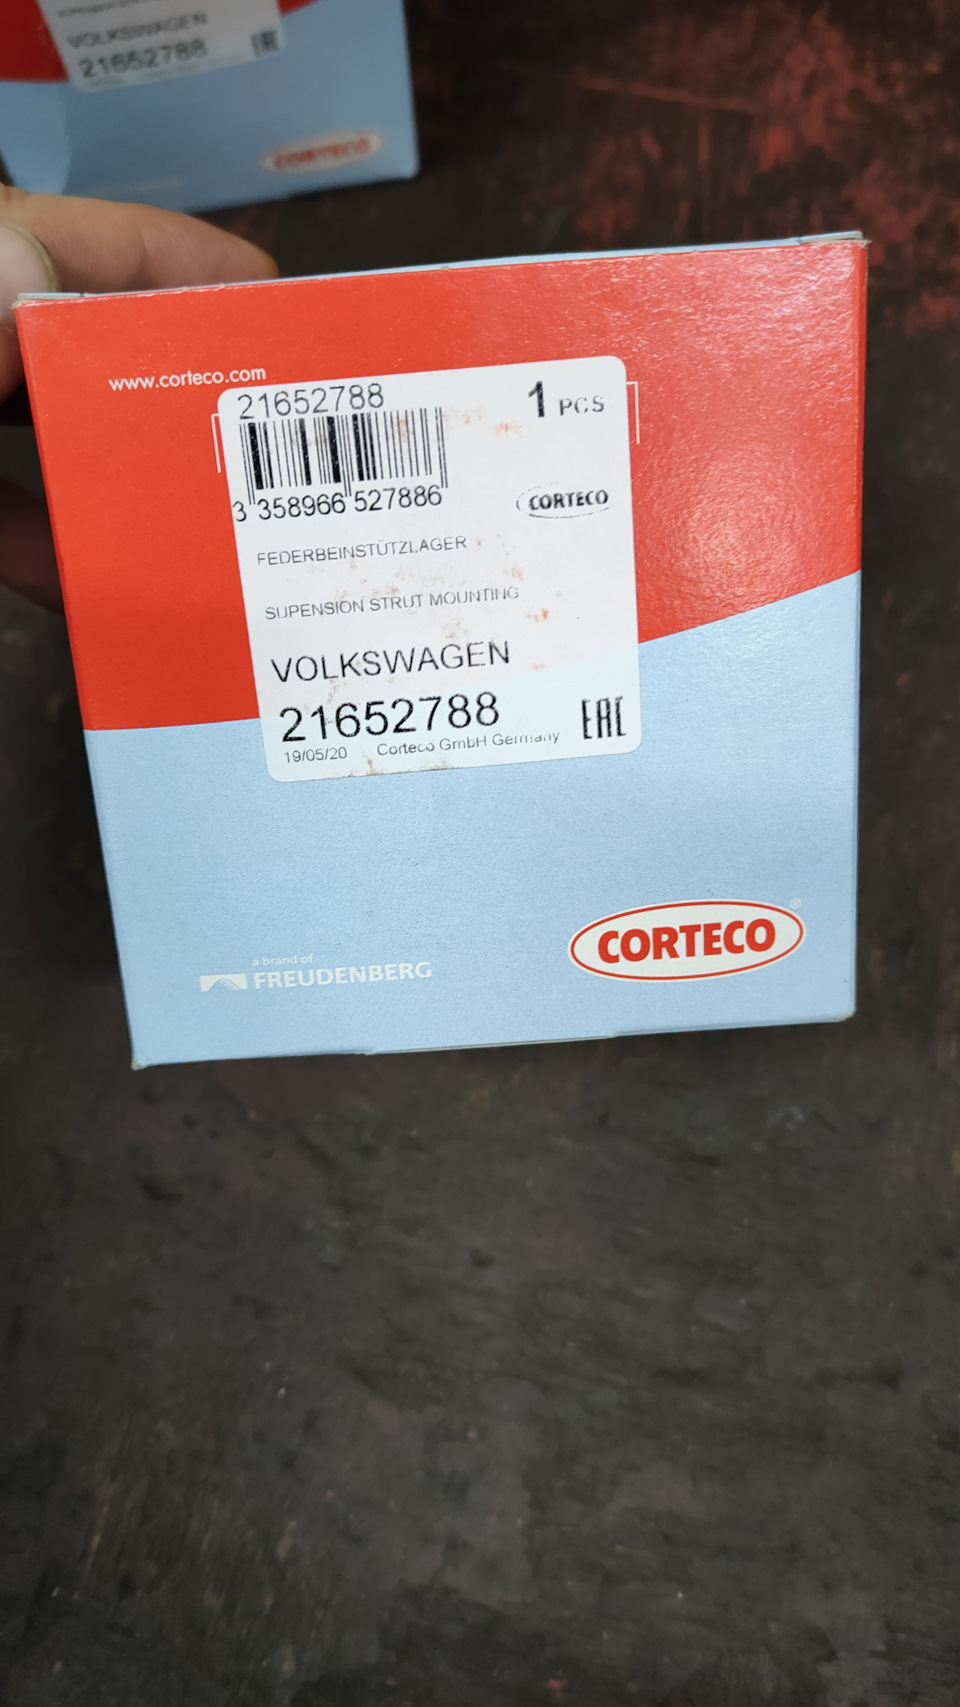 VOLKSWAGEN
21652788
EAC
CORTECO
www.corteco.com
21652788
1 PCS
3 358966 527886
CORTECO
FEDERBEINSTÜTZLAGER
SUPENSION STRUT MOUNTING
VOLKSWAGEN
21652788
EAC
19/05/20 Corteco GmbH Germany
a brand of
FREUDENBERG
CORTECO®